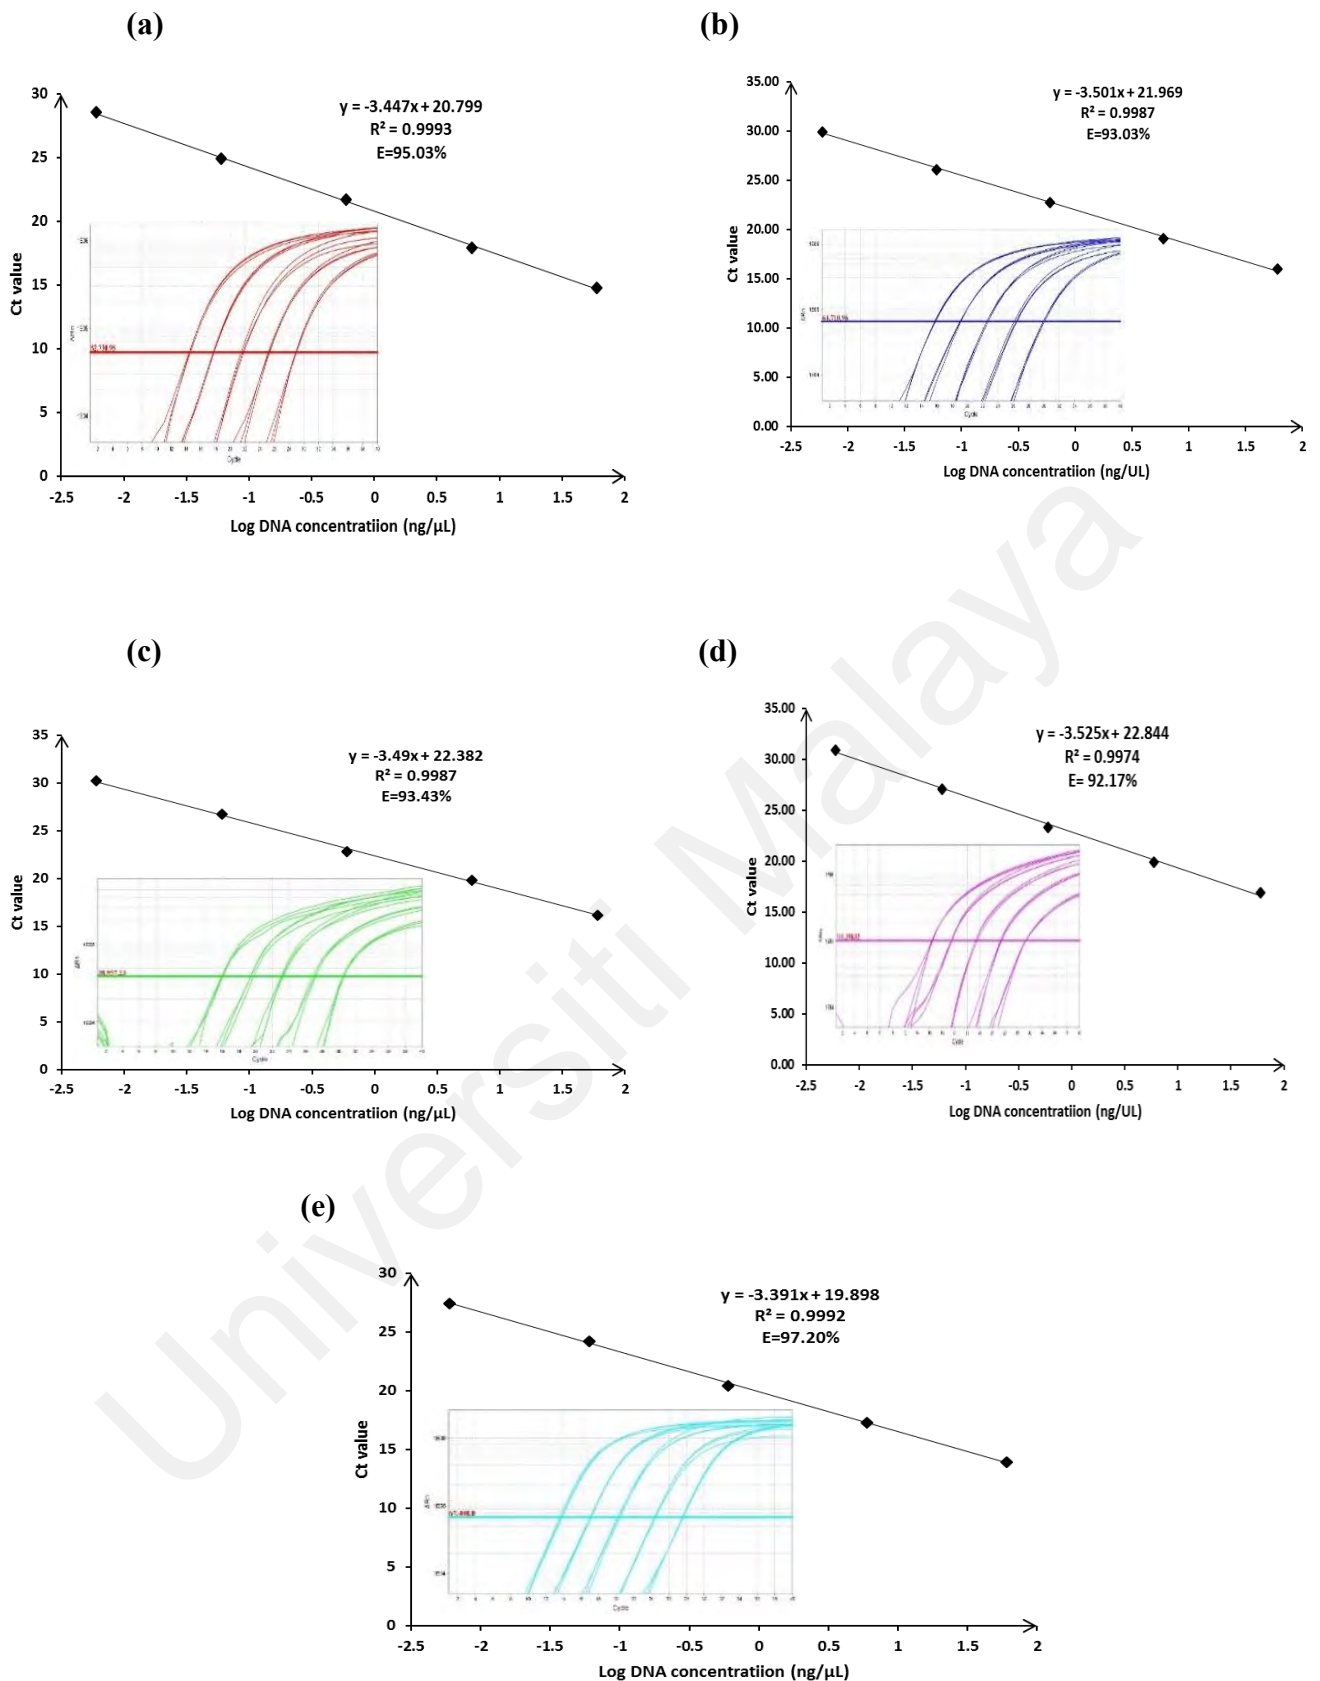 (a)
30
25
20
15
10
5
0
Ct value
y = -3.447x + 20.799
R² = 0.9993
E=95.03%
Cycle
-2.5 -2 -1.5 -1 -0.5 0 0.5 1 1.5 2
Log DNA concentratiion (ng/µL)
(b)
35.00
30.00
25.00
20.00
15.00
10.00
5.00
0.00
Ct value
y = -3.501x + 21.969
R² = 0.9987
E=93.03%
Cycle
-2.5 -2 -1.5 -1 -0.5 0 0.5 1 1.5 2
Log DNA concentratiion (ng/UL)
(c)
35
30
25
20
15
10
5
0
Ct value
y = -3.49x + 22.382
R² = 0.9987
E=93.43%
Cycle
-2.5 -2 -1.5 -1 -0.5 0 0.5 1 1.5 2
Log DNA concentratiion (ng/µL)
(d)
35.00
30.00
25.00
20.00
15.00
10.00
5.00
0.00
Ct value
y = -3.525x + 22.844
R² = 0.9974
E= 92.17%
-2.5 -2 -1.5 -1 -0.5 0 0.5 1 1.5 2
Log DNA concentratiion (ng/UL)
(e)
30
25
20
15
10
5
0
Ct value
y = -3.391x + 19.898
R² = 0.9992
E=97.20%
Cycle
-2.5 -2 -1.5 -1 -0.5 0 0.5 1 1.5 2
Log DNA concentratiion (ng/µL)
Universiti Malaya